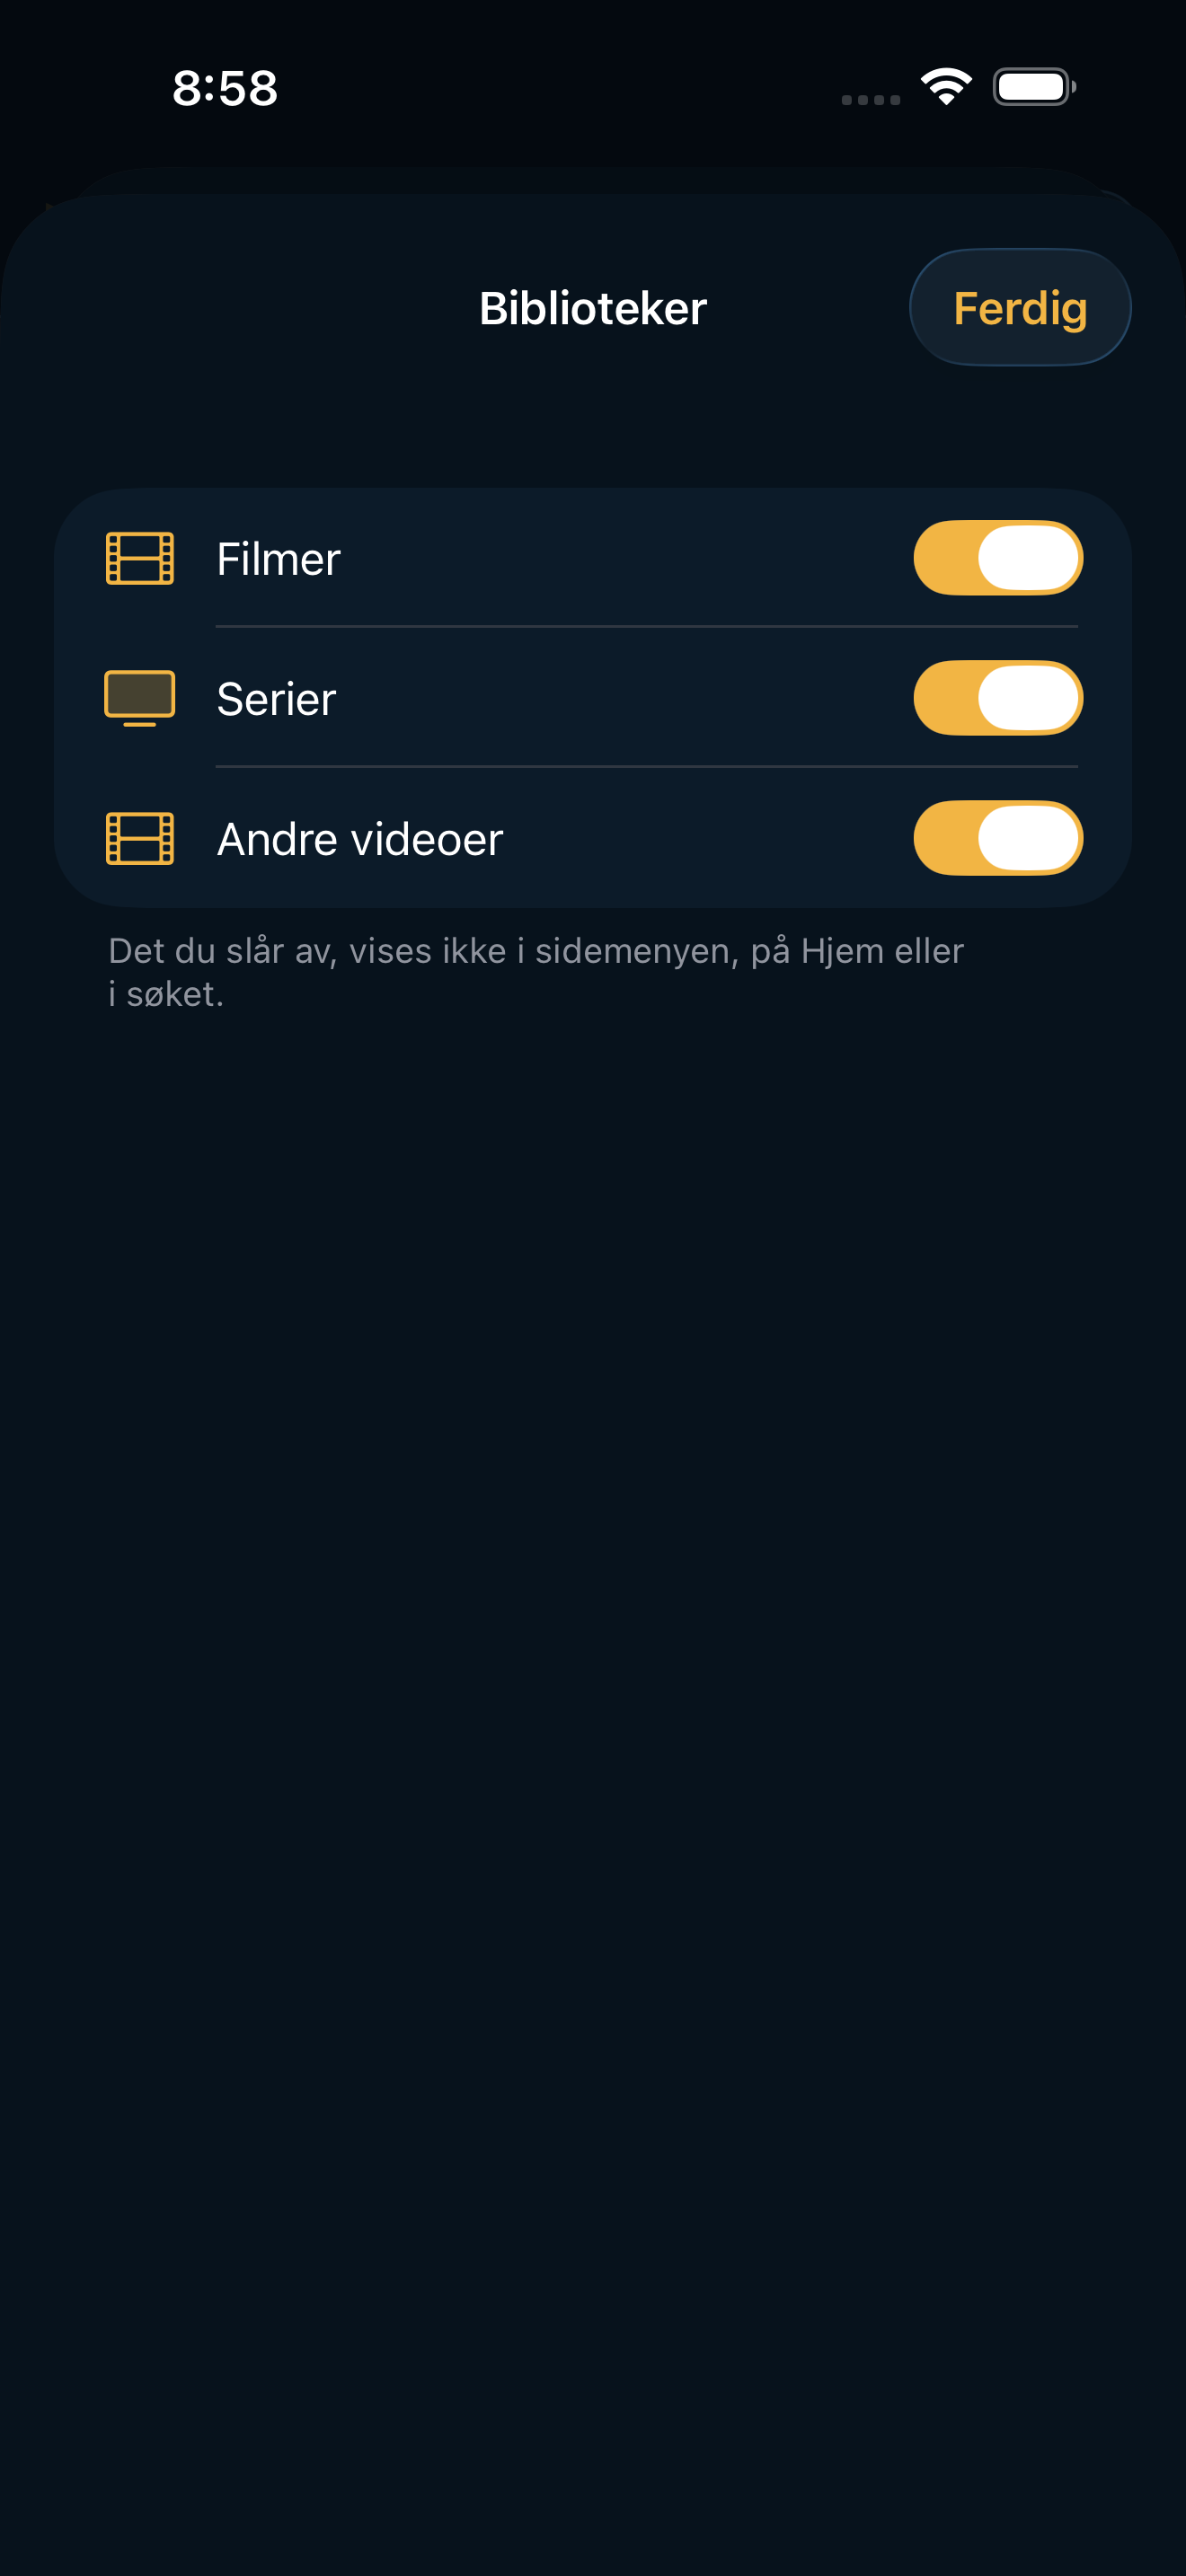 8:58
Biblioteker
Ferdig
Filmer
Serier
Andre videoer
Det du slår av, vises ikke i sidemenyen, på Hjem eller
i søket.